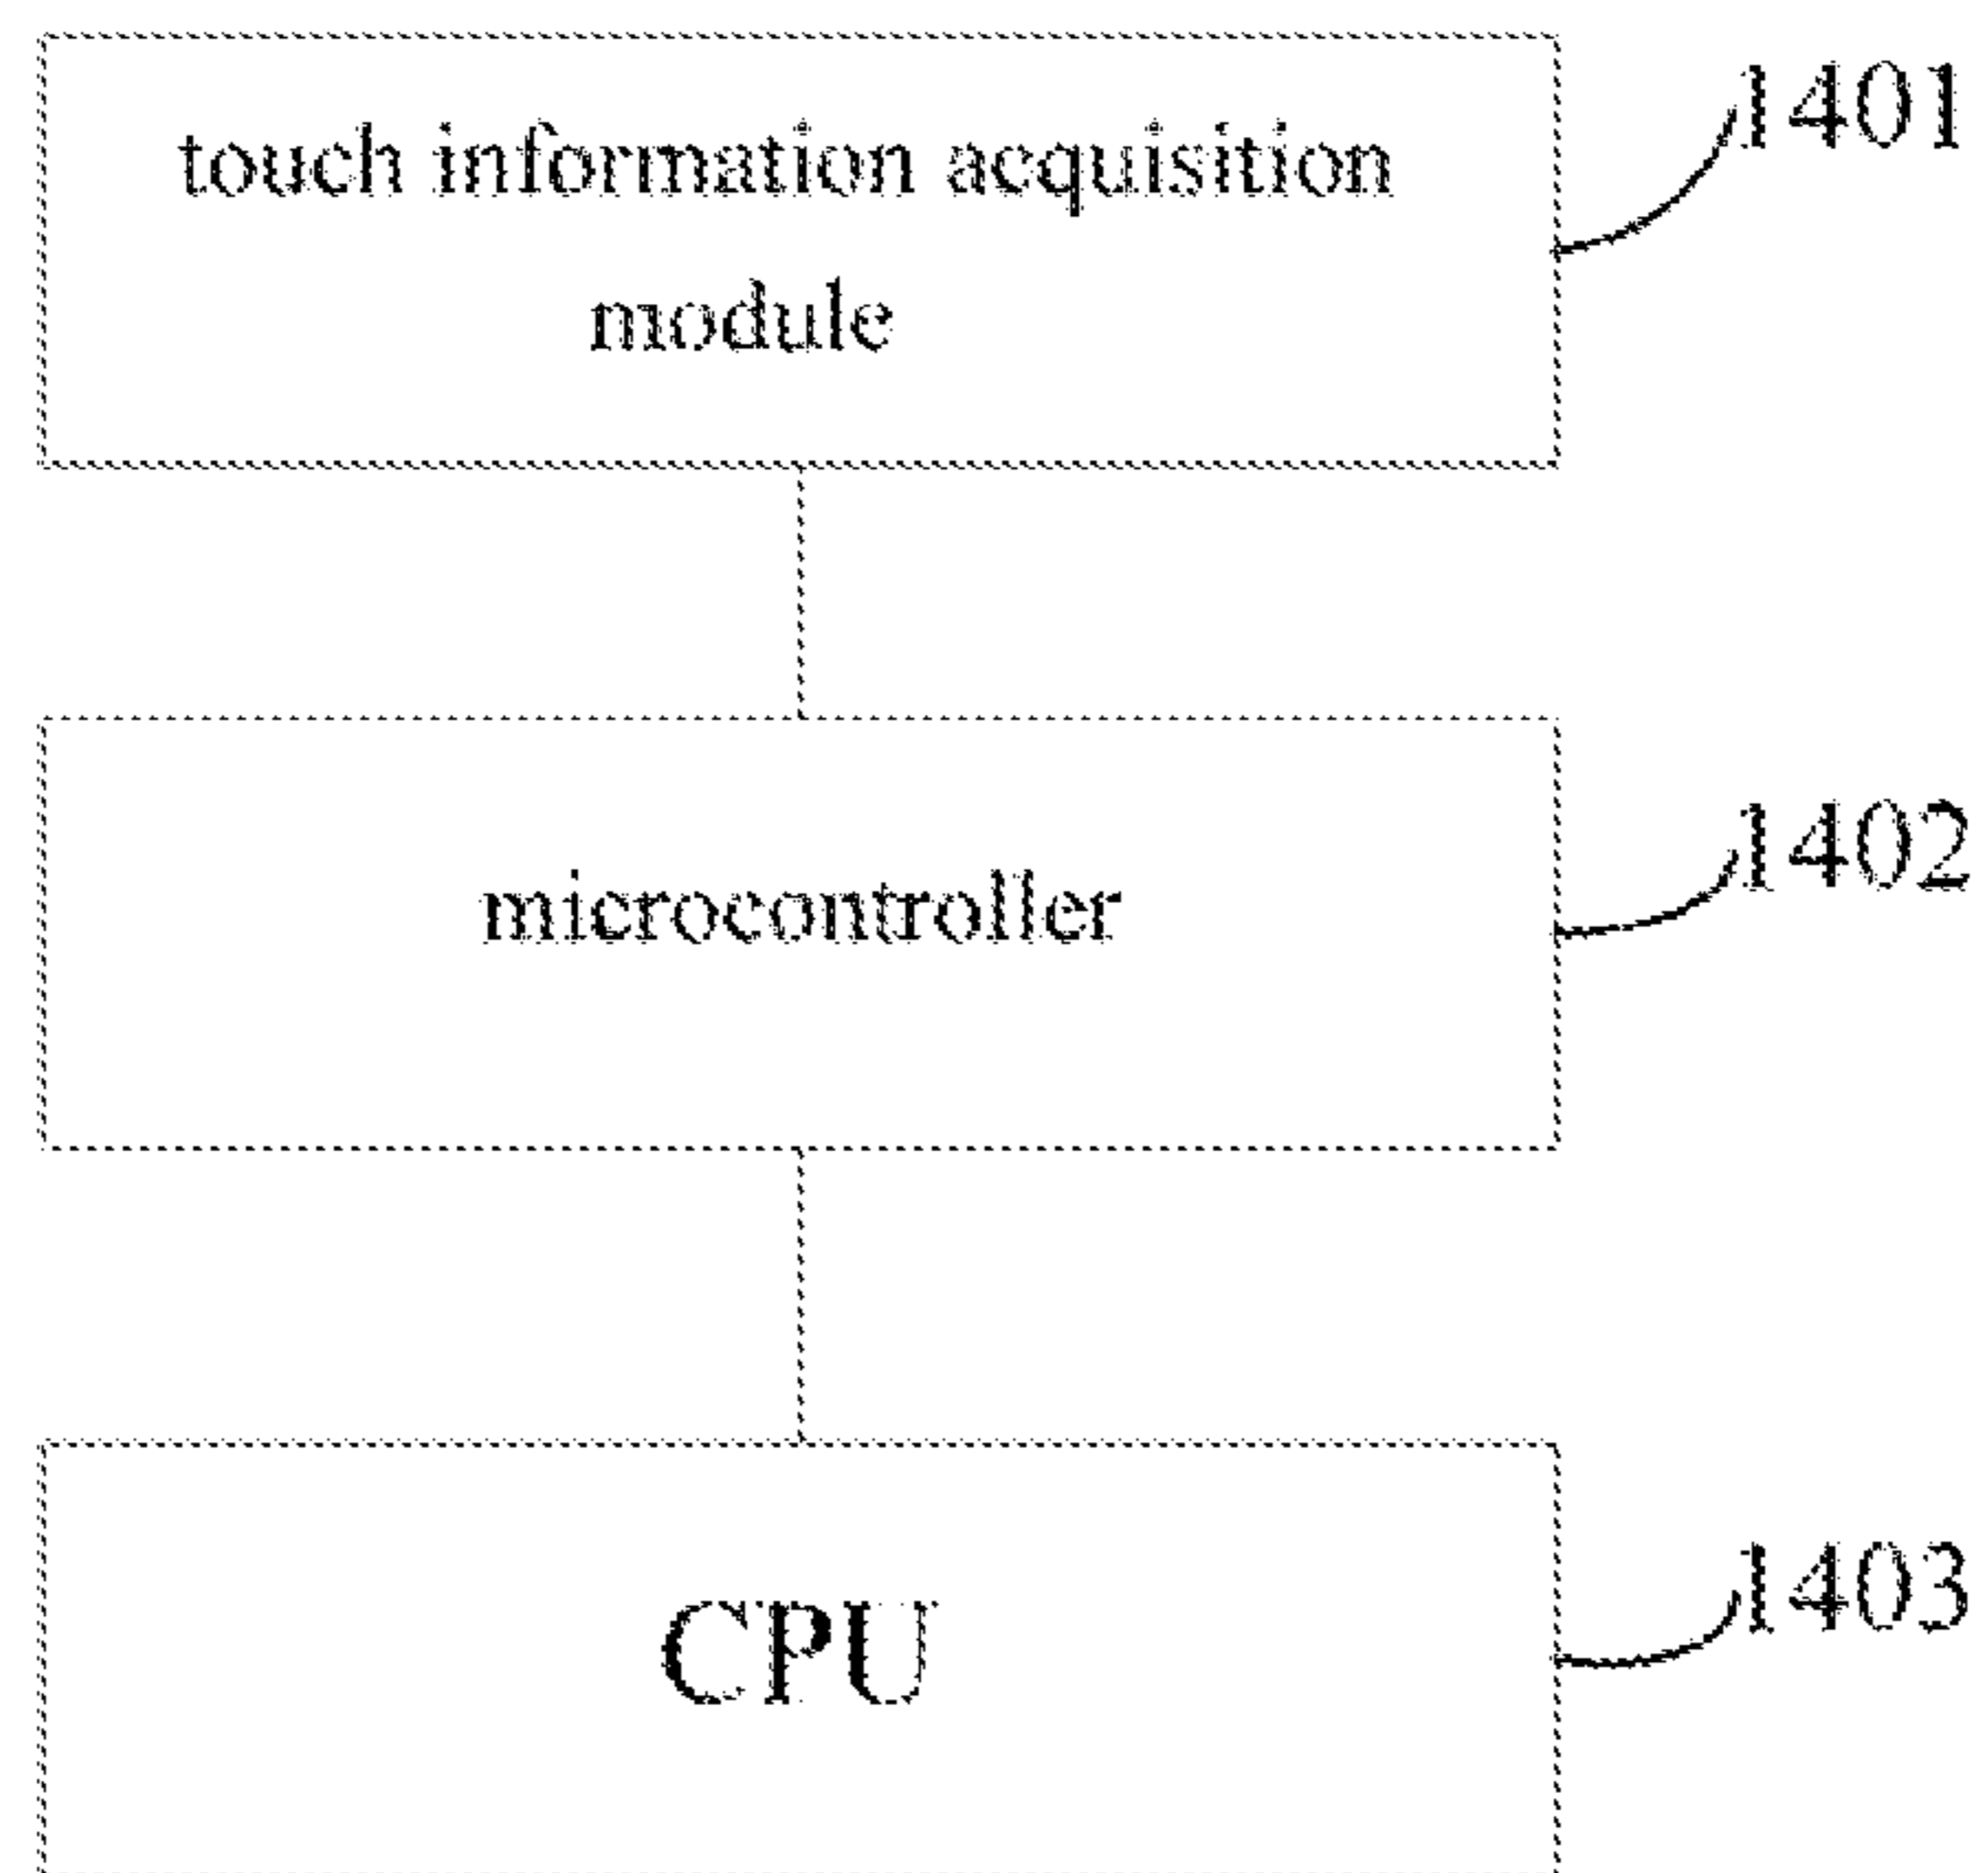 touch information acquisition
module
1401
microcontroller
1402
CPU
1403